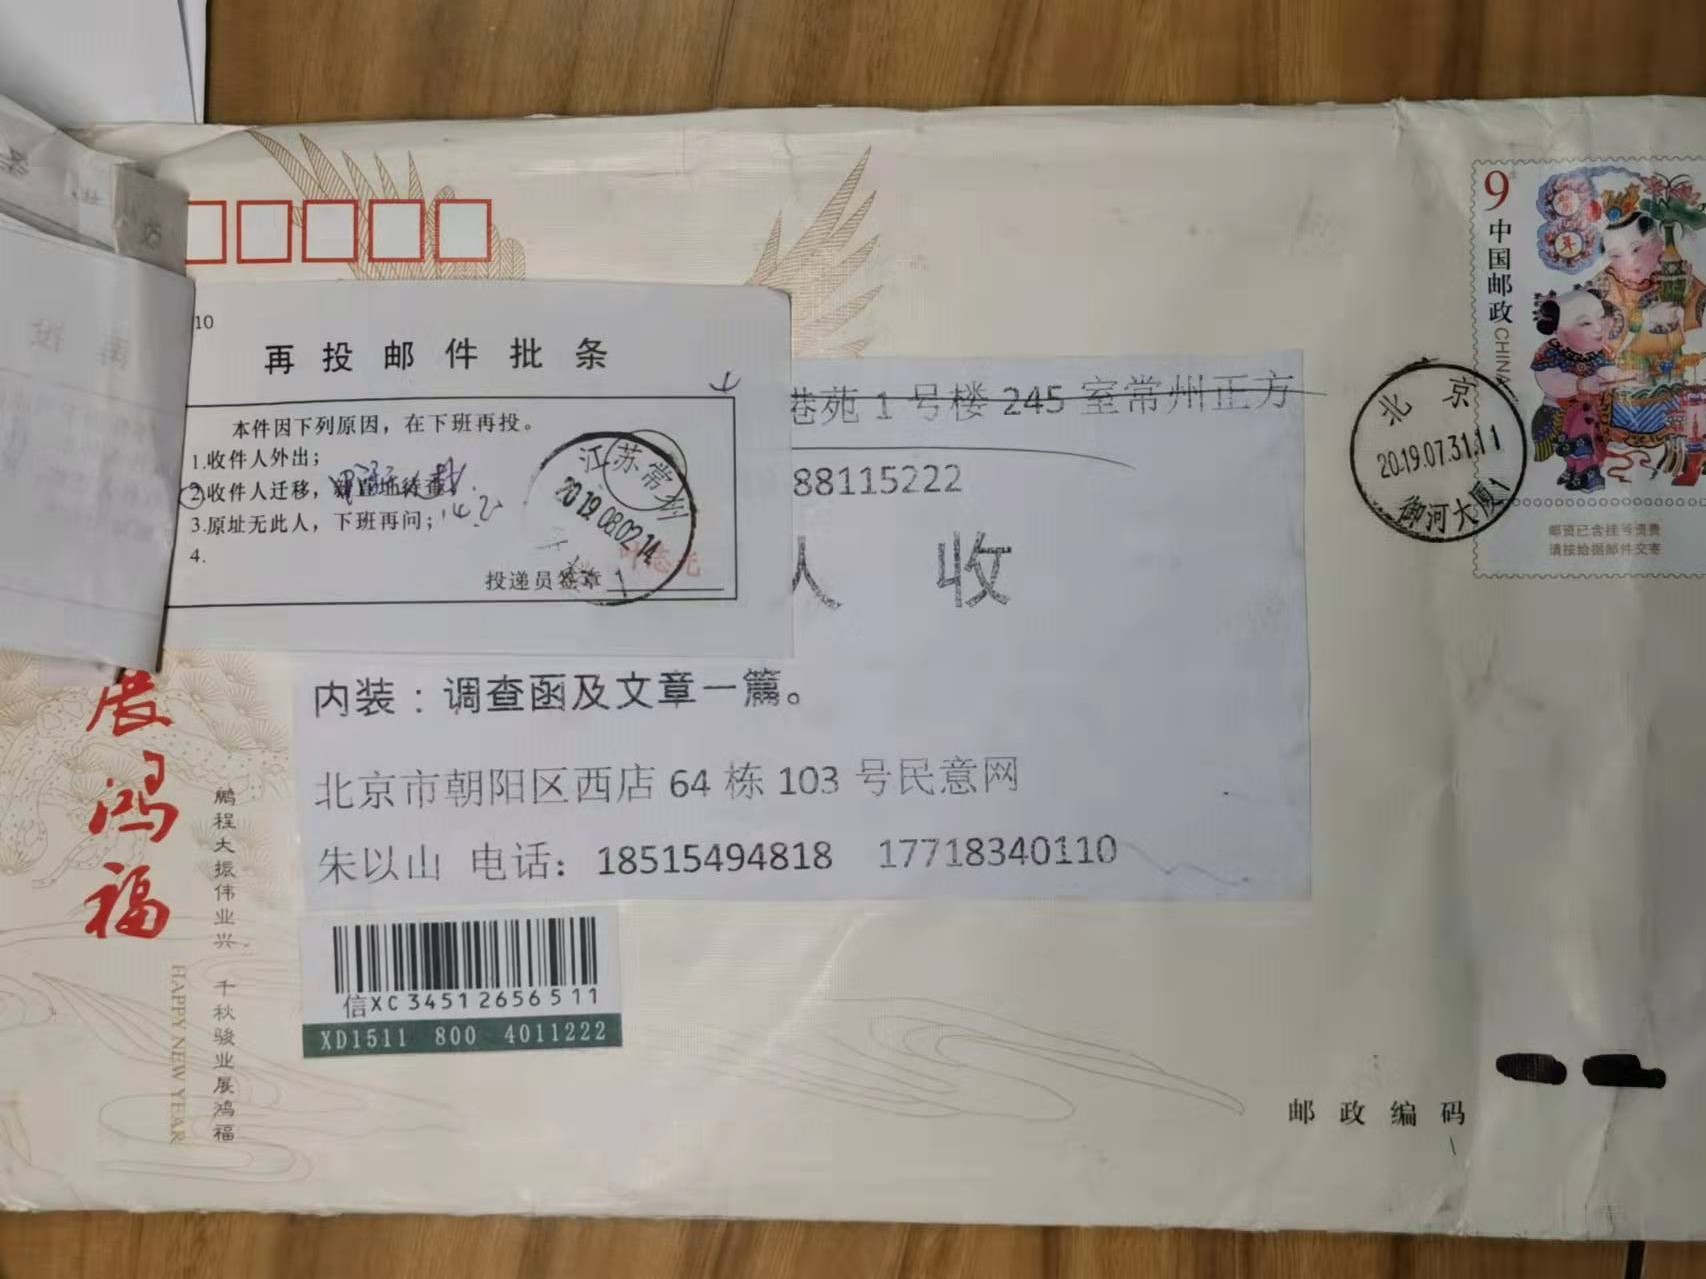 10
再投邮件批条
本件因下列原因，在下班再投。
1.收件人外出；
2.收件人迁移，
3.原址无此人，下班再问；
4.
投递员签章
江苏常州
2019.08.02.14
港苑 1 号楼 245 室常州正方
88115222
人 收
内装：调查函及文章一篇。
北京市朝阳区西店 64 栋 103 号民意网
朱以山 电话：18515494818 17718340110
信XC34512656511
XD1511 800 4011222
9
中国邮政
CHINA
年
邮资已含挂号资费
请按给据邮件交寄
北京
2019.07.31.11
御河大厦1
展鸿福
鹏程大振伟业兴 千秋骏业展鸿福
HAPPY NEW YEAR
邮政编码